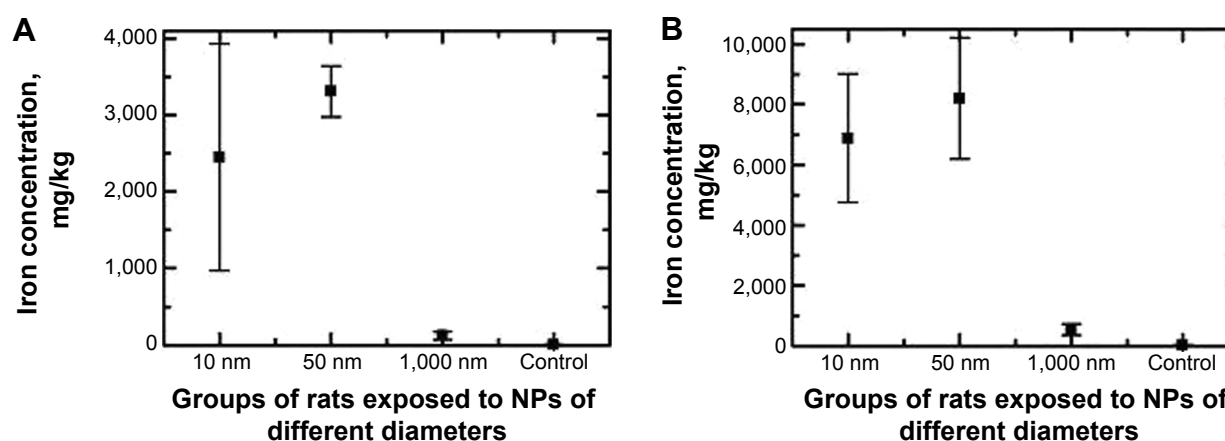 A
Iron concentration,
mg/kg
4,000
3,000
2,000
1,000
0
10 nm
50 nm
1,000 nm
Control
Groups of rats exposed to NPs of
different diameters
B
Iron concentration,
mg/kg
10,000
8,000
6,000
4,000
2,000
0
10 nm
50 nm
1,000 nm
Control
Groups of rats exposed to NPs of
different diameters